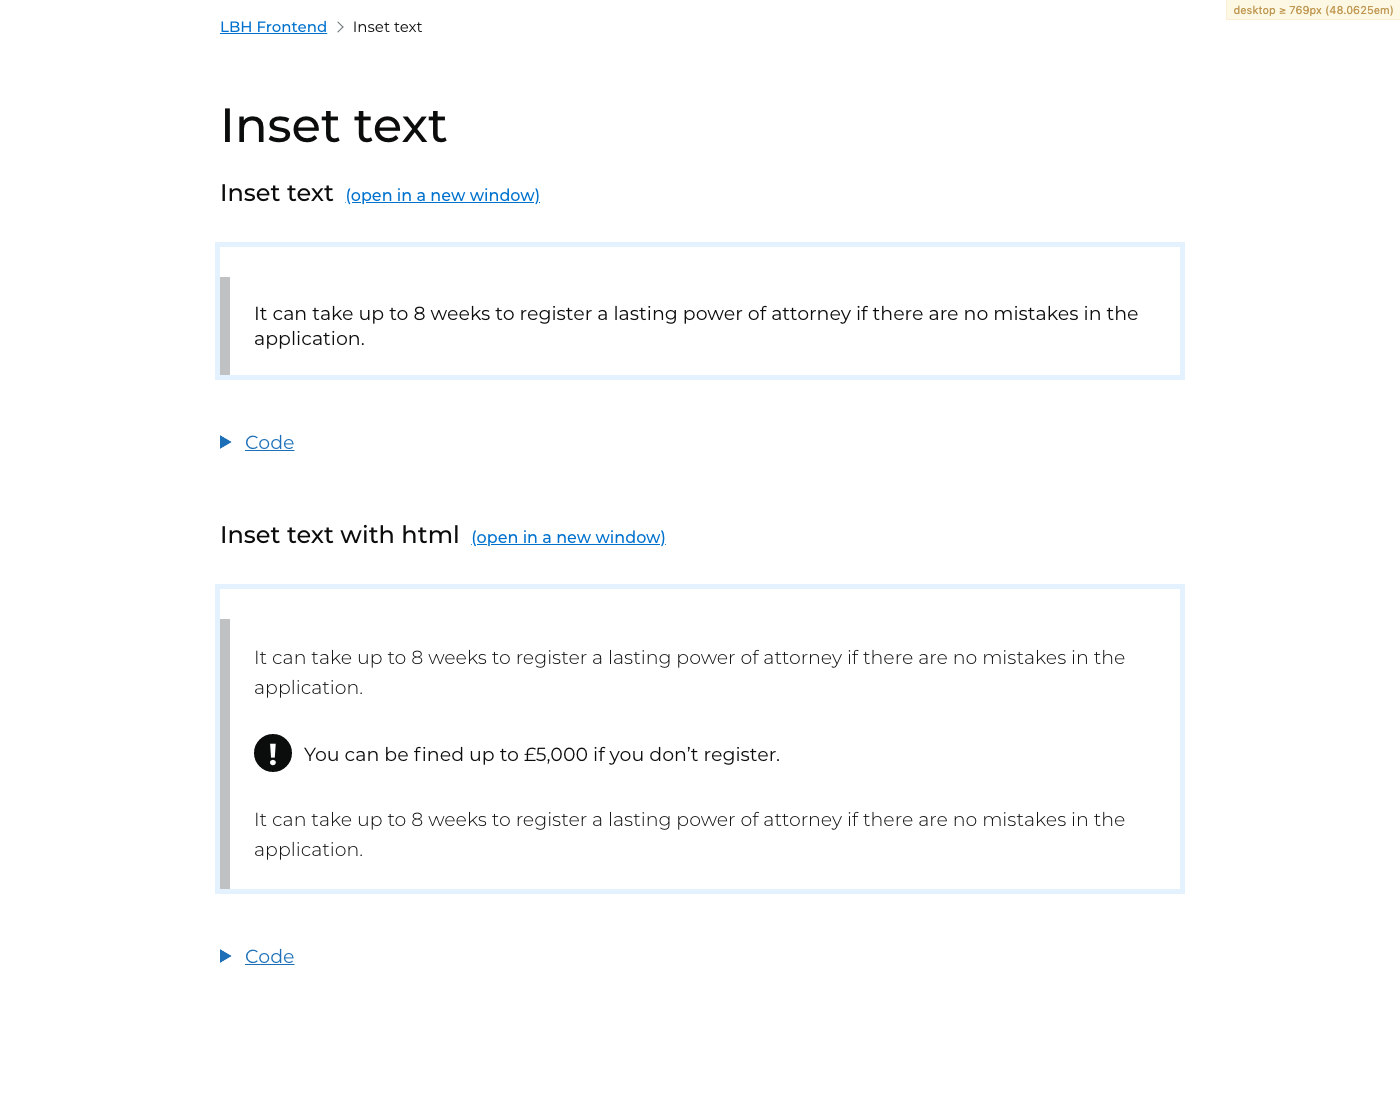 LBH Frontend > Inset text
desktop ≥ 769px (48.0625em)
Inset text
Inset text (open in a new window)
It can take up to 8 weeks to register a lasting power of attorney if there are no mistakes in the
application.
Code
Inset text with html (open in a new window)
It can take up to 8 weeks to register a lasting power of attorney if there are no mistakes in the
application.
! You can be fined up to £5,000 if you don’t register.
It can take up to 8 weeks to register a lasting power of attorney if there are no mistakes in the
application.
Code